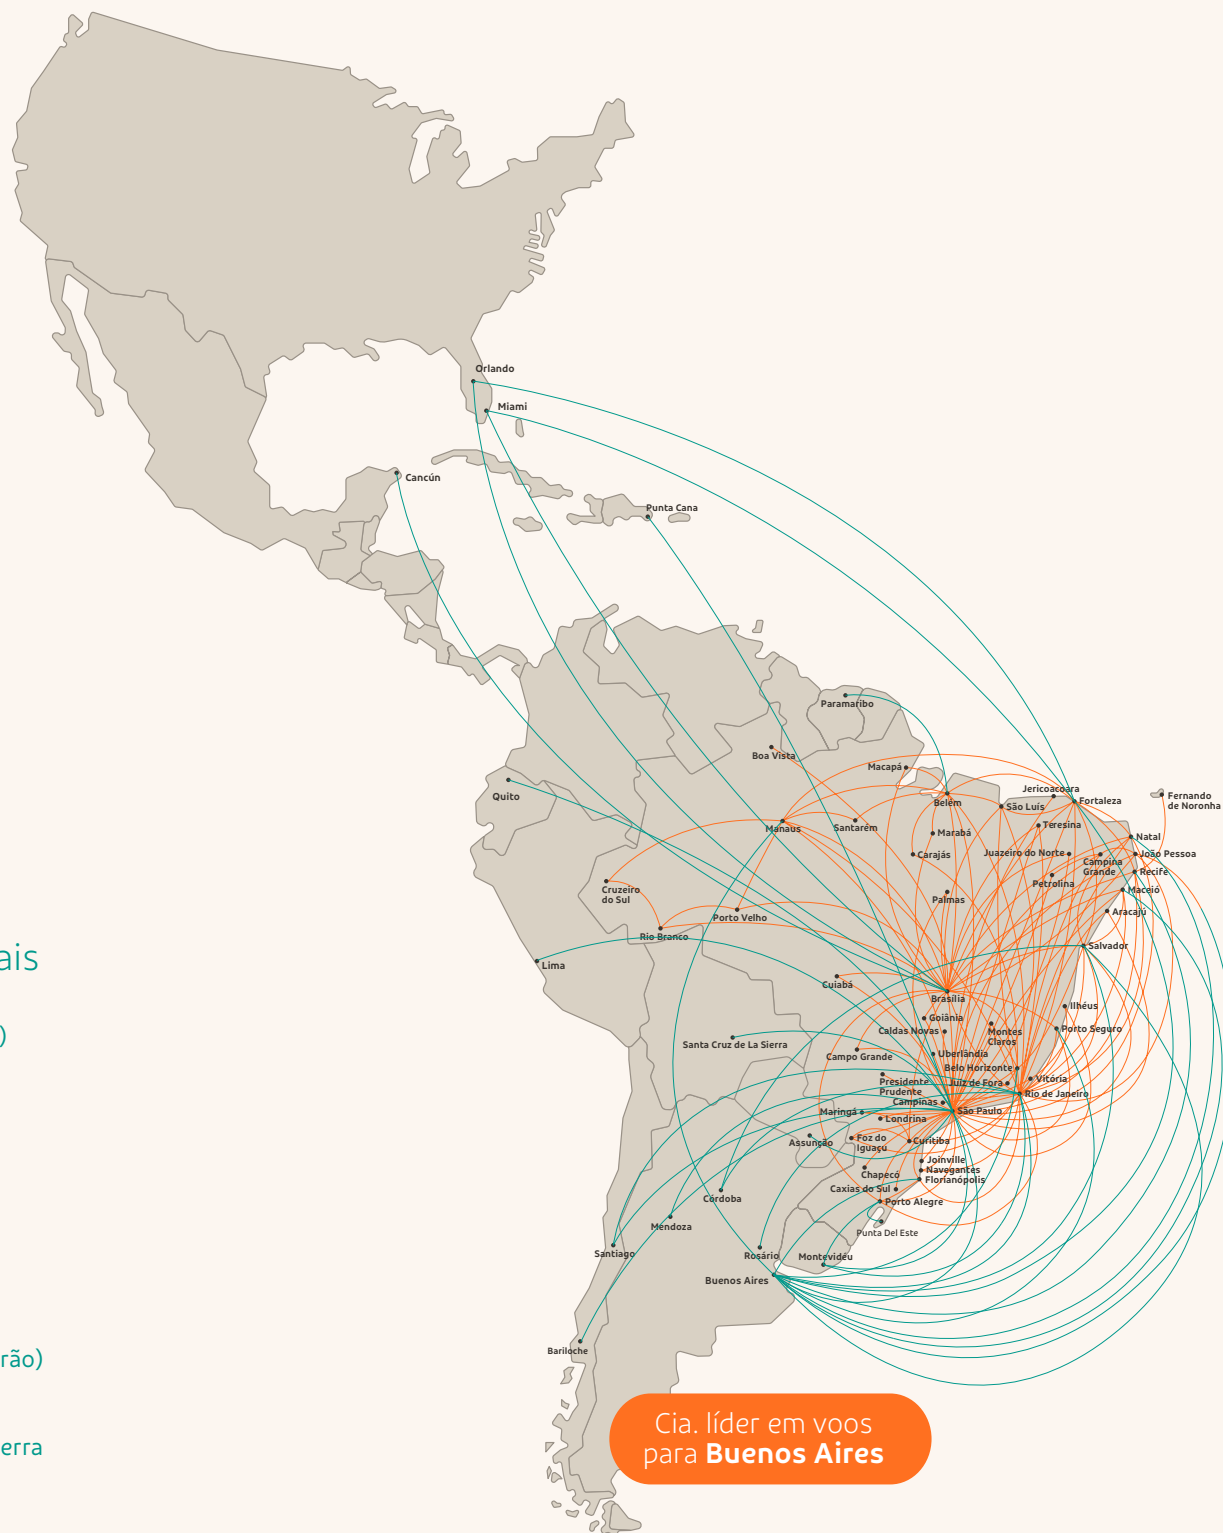 Orlando
Miami
Cancún
Punta Cana
Paramaribo
Boa Vista
Macapá
Jericoacoara
Fernando
de Noronha
Quito
Belém
São Luís
Fortaleza
Manaus
Santarém
Marabá
Teresina
Natal
Carajás
Juazeiro do Norte
Campina
Grande
João Pessoa
Recife
Cruzeiro
do Sul
Palmas
Petrolina
Maceió
Porto Velho
Aracajú
Rio Branco
Salvador
ais
Lima
Cuiabá
Brasília
Ilhéus
)
Goiânia
Caldas Novas
Montes
Claros
Porto Seguro
Santa Cruz de La Sierra
Campo Grande
Uberlândia
Belo Horizonte
Presidente
Prudente
Juiz de Fora
Vitória
Rio de Janeiro
Campinas
Maringá
São Paulo
Londrina
Assunção
Foz do
Iguaçu
Curitiba
Joinville
Navegantes
Florianópolis
Chapecó
Caxias do Sul
Córdoba
Porto Alegre
Mendoza
Punta Del Este
Santiago
Rosário
Montevidéu
Buenos Aires
Bariloche
rão)
Cia. líder em voos
para Buenos Aires
erra